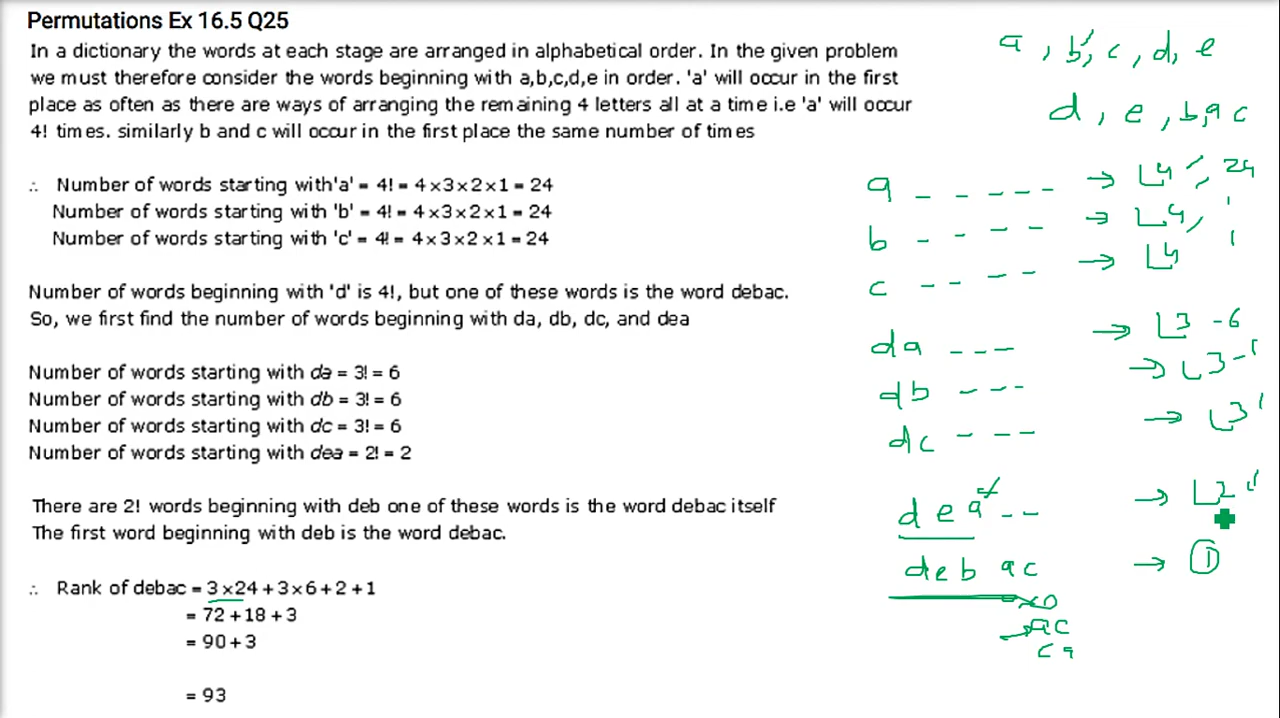 Permutations Ex 16.5 Q25
In a dictionary the words at each stage are arranged in alphabetical order. In the given problem
we must therefore consider the words beginning with a,b,c,d,e in order. 'a' will occur in the first
place as often as there are ways of arranging the remaining 4 letters all at a time i.e 'a' will occur
4! times. similarly b and c will occur in the first place the same number of times
∴ Number of words starting with'a' = 4! = 4×3×2×1 = 24
Number of words starting with 'b' = 4! = 4×3×2×1 = 24
Number of words starting with 'c' = 4! = 4×3×2×1 = 24
Number of words beginning with 'd' is 4!, but one of these words is the word debac.
So, we first find the number of words beginning with da, db, dc, and dea
Number of words starting with da = 3! = 6
Number of words starting with db = 3! = 6
Number of words starting with dc = 3! = 6
Number of words starting with dea = 2! = 2
There are 2! words beginning with deb one of these words is the word debac itself
The first word beginning with deb is the word debac.
∴ Rank of debac = 3×24+3×6+2+1
= 72+18+3
= 90+3
= 93
a, b, c, d, e
d, e, b, a c
a _ _ _ _ _ → ∟4, 24
b _ _ _ _ → ∟4,
c _ _ _ _ → ∟4
da _ _ _ → ∟3 - 6
db _ _ _ → ∟3 -
dc _ _ _ → ∟3
dea _ _ → ∟2
deb ac → 1
→ ac
ca